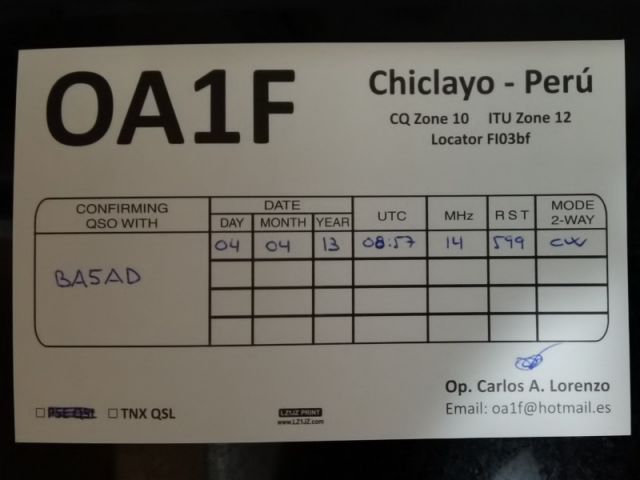 OA1F
Chiclayo - Perú
CQ Zone 10 ITU Zone 12
Locator FI03bf
CONFIRMING QSO WITH
DATE
DAY MONTH YEAR
UTC
MHz
RST
MODE 2-WAY
BA5AD
04 04 13 08:57 14 599 CW
Op. Carlos A. Lorenzo
Email: oa1f@hotmail.es
PSE QSL TNX QSL
LZ1JZ PRINT
www.LZ1JZ.com